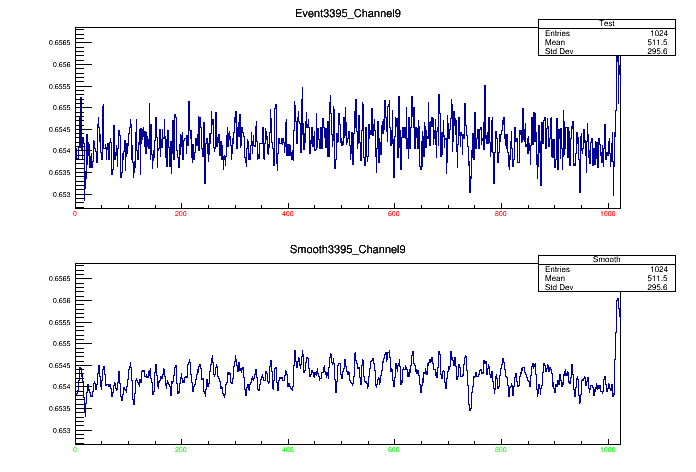 Event3395_Channel9
Test
Entries 1024
Mean 511.5
Std Dev 295.6
0.6565
0.656
0.6555
0.655
0.6545
0.654
0.6535
0.653
0 200 400 600 800 1000
Smooth3395_Channel9
Smooth
Entries 1024
Mean 511.5
Std Dev 295.6
0.6565
0.656
0.6555
0.655
0.6545
0.654
0.6535
0.653
0 200 400 600 800 1000